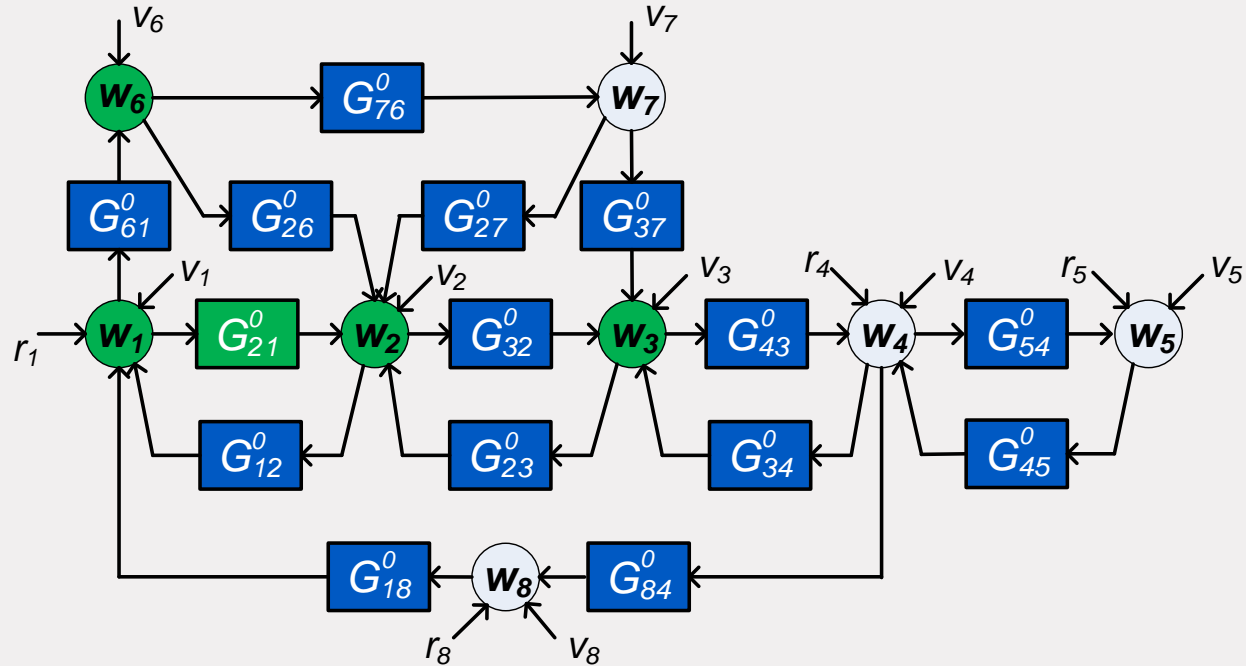 v6 v7
w6 G⁰76 w7
G⁰61 G⁰26 G⁰27 G⁰37
v1 v2 v3 r4 v4 r5 v5
r1 w1 G⁰21 w2 G⁰32 w3 G⁰43 w4 G⁰54 w5
G⁰12 G⁰23 G⁰34 G⁰45
G⁰18 w8 G⁰84
r8 v8